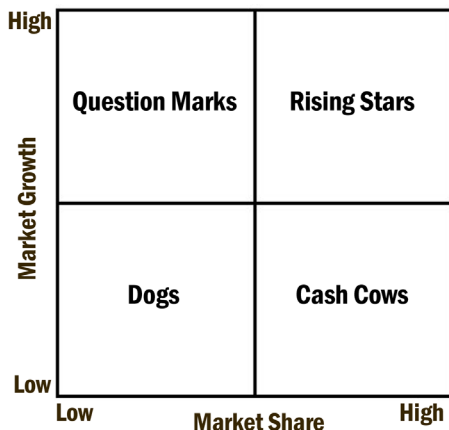 High
Question Marks
Rising Stars
Market Growth
Dogs
Cash Cows
Low
Low
Market Share
High